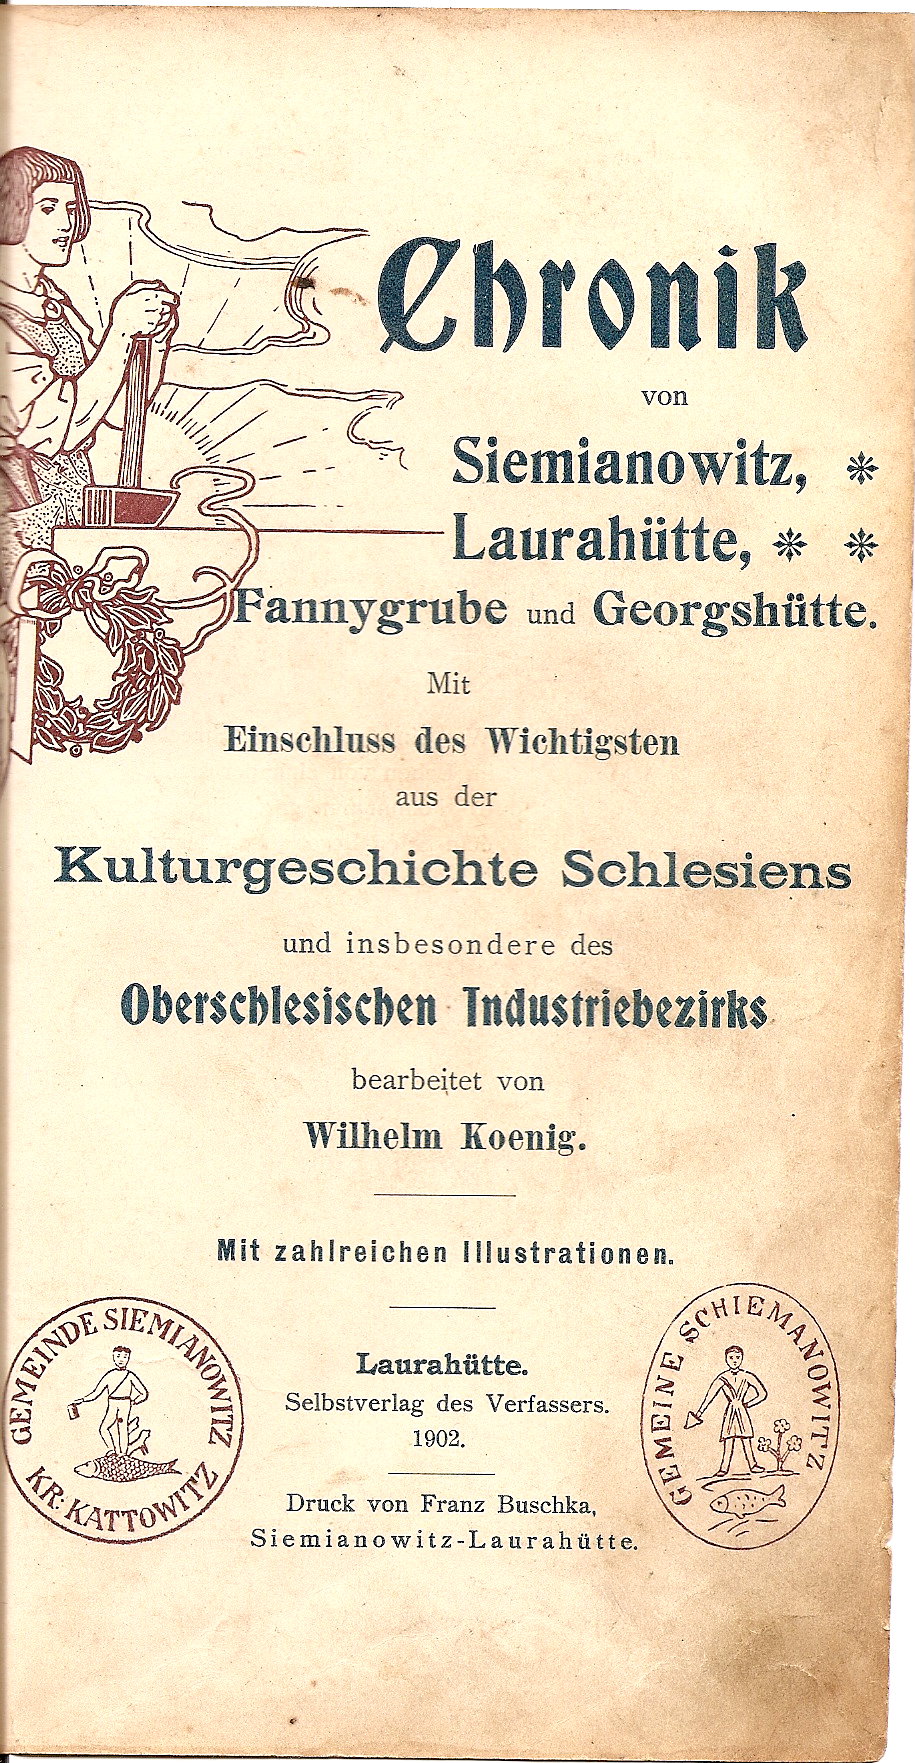 Chronik
von
Siemianowitz,
Laurahütte,
Fannygrube und Georgshütte.
Mit
Einschluss des Wichtigsten
aus der
Kulturgeschichte Schlesiens
und insbesondere des
Oberschlesischen Industriebezirks
bearbeitet von
Wilhelm Koenig.
Mit zahlreichen Illustrationen.
GEMEINDE SIEMIANOWITZ
KR: KATTOWITZ
GEMEINE SCHIEMANOWITZ
Laurahütte.
Selbstverlag des Verfassers.
1902.
Druck von Franz Buschka,
Siemianowitz-Laurahütte.